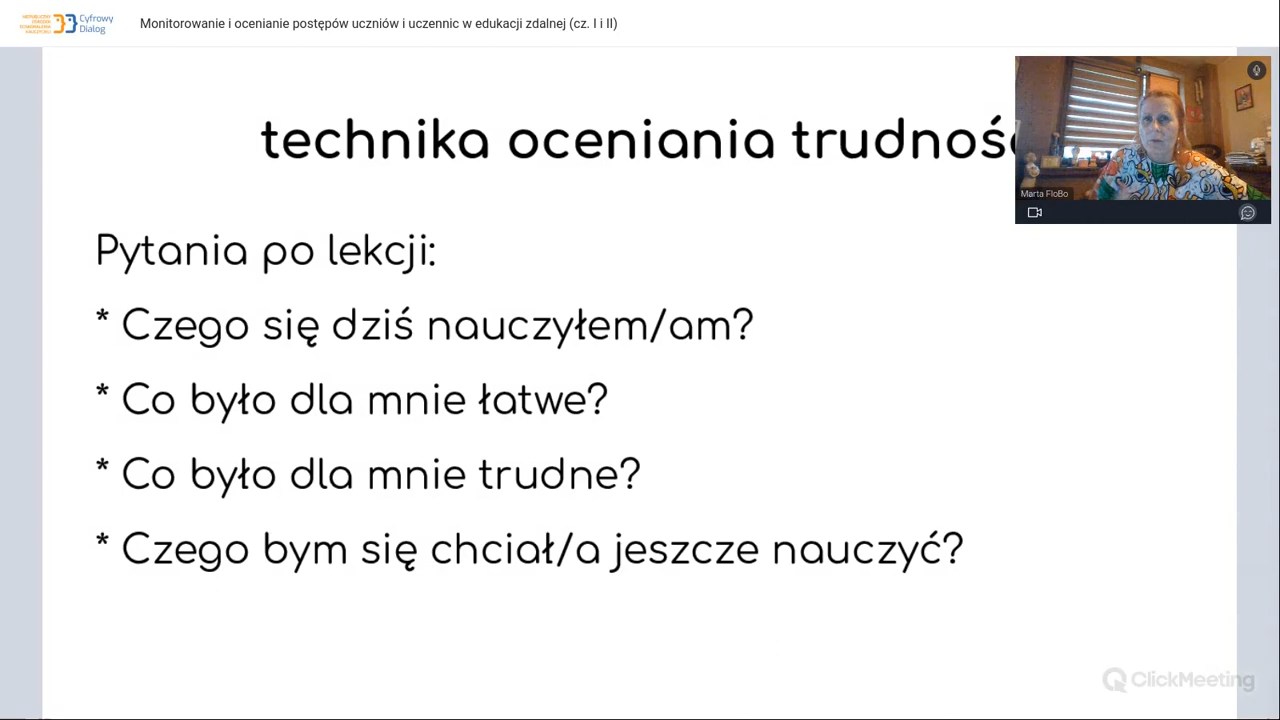 Cyfrowy
Dialog
Monitorowanie i ocenianie postępów uczniów i uczennic w edukacji zdalnej (cz. I i II)
technika oceniania trudnoś
Marta FloBo
Pytania po lekcji:
* Czego się dziś nauczyłem/am?
* Co było dla mnie łatwe?
* Co było dla mnie trudne?
* Czego bym się chciał/a jeszcze nauczyć?
ClickMeeting